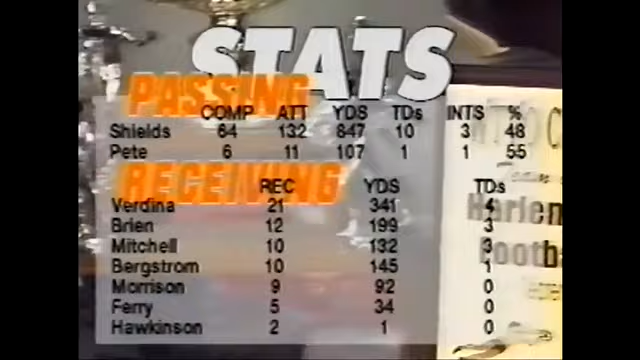 STATS
PASSING
COMP ATT YDS TDs INTS %
Shields 64 132 847 10 3 48
Pete 6 11 107 1 1 55
RECEIVING
REC YDS TDs
Verdina 21 341 4
Brien 12 199 3
Mitchell 10 132 3
Bergstrom 10 145 1
Morrison 9 92 0
Ferry 5 34 0
Hawkinson 2 1 0
Harlen
Footb